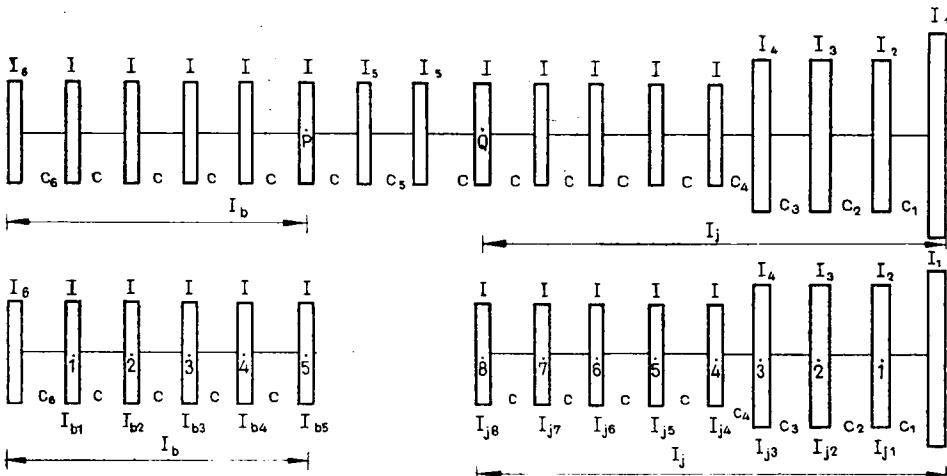 I₁
I₆ I I I I I I₅ I₅ I I I I I I₄ I₃ I₂
P Q
C₆ C C C C C C₅ C C C C C C₄ C₃ C₂ C₁
I_b I_j
I₆ I I I I I I I I I I I₄ I₃ I₂ I₁
1 2 3 4 5 8 7 6 5 4 3 2 1
C₆ C C C C C C C C C₄ C₃ C₂ C₁
I_b1 I_b2 I_b3 I_b4 I_b5 I_j8 I_j7 I_j6 I_j5 I_j4 I_j3 I_j2 I_j1
I_b I_j